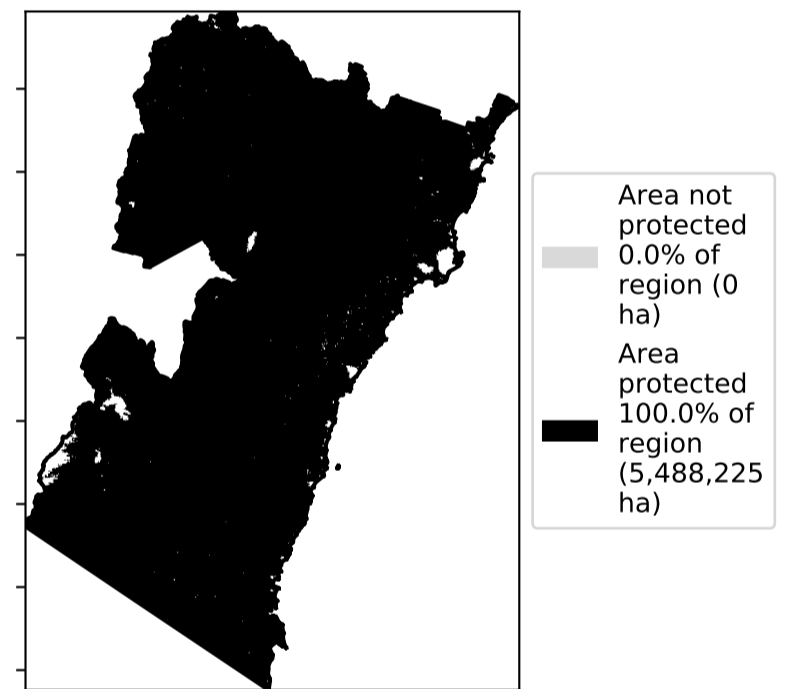 Area not
protected
0.0% of
region (0
ha)
Area
protected
100.0% of
region
(5,488,225
ha)